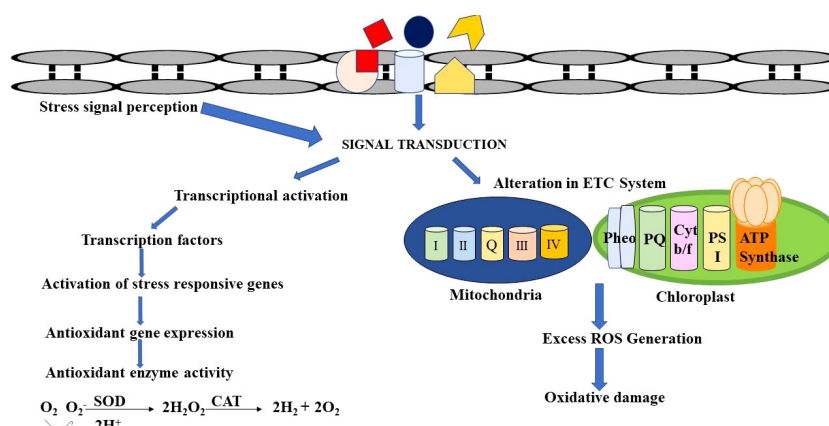 Stress signal perception
SIGNAL TRANSDUCTION
Transcriptional activation
Transcription factors
Activation of stress responsive genes
Antioxidant gene expression
Antioxidant enzyme activity
O₂ O₂⁻ SOD 2H₂O₂ CAT 2H₂ + 2O₂
2H⁺
Alteration in ETC System
I II Q III IV
Mitochondria
Pheo PQ Cyt b/f PS I ATP Synthase
Chloroplast
Excess ROS Generation
Oxidative damage